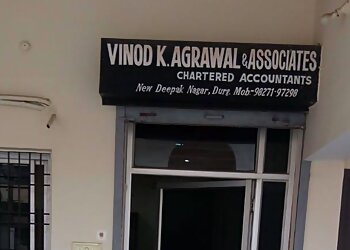 VINOD K. AGRAWAL & ASSOCIATES
CHARTERED ACCOUNTANTS
New Deepak Nagar, Durg. Mob-98271-97298